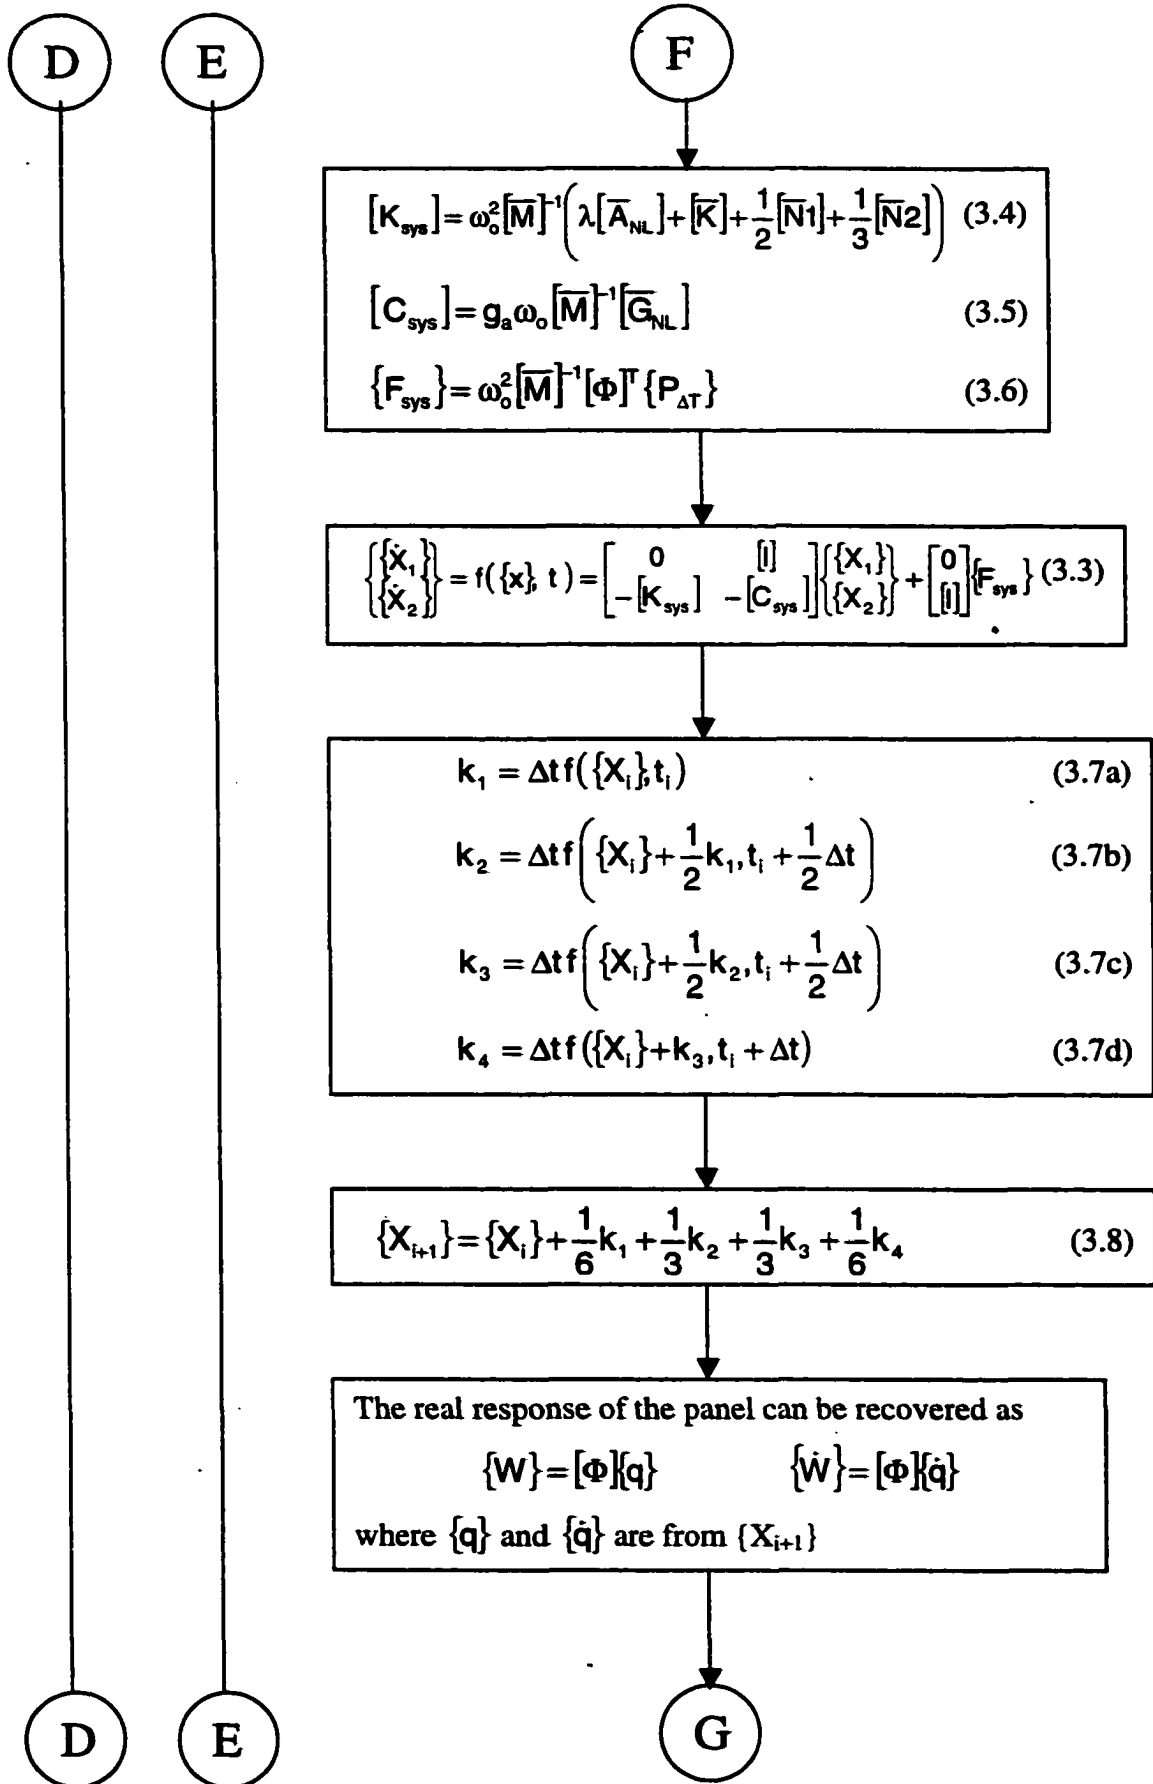 D E F
[K_sys] = ω_o^2 [M̅]^-1 ( λ[A̅_NL] + [K̅] + 1/2 [N̅1] + 1/3 [N̅2] ) (3.4)
[C_sys] = g_a ω_o [M̅]^-1 [G̅_NL] (3.5)
{F_sys} = ω_o^2 [M̅]^-1 [Φ]^T {P_ΔT} (3.6)
{{Ẋ_1} {Ẋ_2}} = f({x}, t) = [0 [I] -[K_sys] -[C_sys]] {{X_1} {X_2}} + [0 [I]] {F_sys} (3.3)
k_1 = Δt f({X_i}, t_i) (3.7a)
k_2 = Δt f( {X_i} + 1/2 k_1, t_i + 1/2 Δt ) (3.7b)
k_3 = Δt f( {X_i} + 1/2 k_2, t_i + 1/2 Δt ) (3.7c)
k_4 = Δt f({X_i} + k_3, t_i + Δt) (3.7d)
{X_i+1} = {X_i} + 1/6 k_1 + 1/3 k_2 + 1/3 k_3 + 1/6 k_4 (3.8)
The real response of the panel can be recovered as
{W} = [Φ]{q} {Ẇ} = [Φ]{q̇}
where {q} and {q̇} are from {X_i+1}
D E G